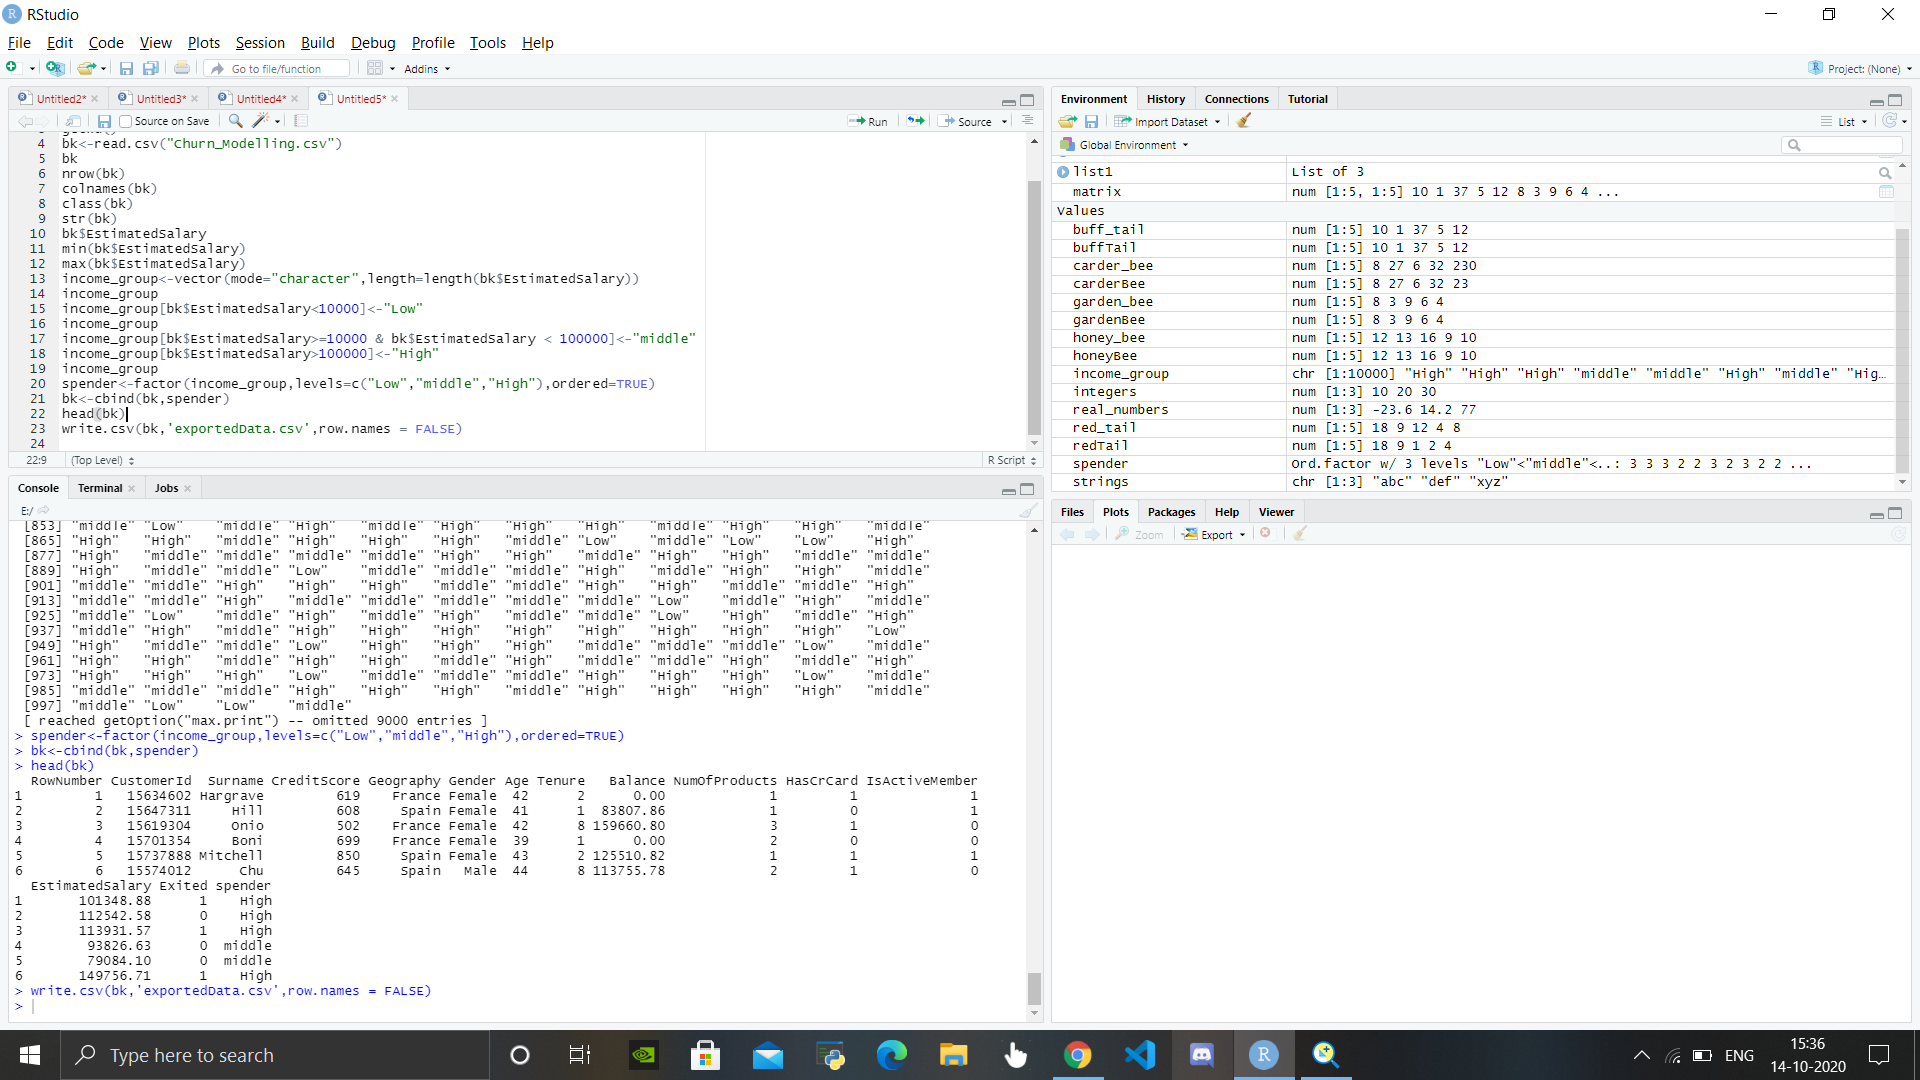 RStudio
File Edit Code View Plots Session Build Debug Profile Tools Help
Go to file/function Addins Project: (None)
Untitled2* Untitled3* Untitled4* Untitled5*
Source on Save Run Source
4 bk<-read.csv("Churn_Modelling.csv")
5 bk
6 nrow(bk)
7 colnames(bk)
8 class(bk)
9 str(bk)
10 bk$EstimatedSalary
11 min(bk$EstimatedSalary)
12 max(bk$EstimatedSalary)
13 income_group<-vector(mode="character",length=length(bk$EstimatedSalary))
14 income_group
15 income_group[bk$EstimatedSalary<10000]<-"Low"
16 income_group
17 income_group[bk$EstimatedSalary>=10000 & bk$EstimatedSalary < 100000]<-"middle"
18 income_group[bk$EstimatedSalary>100000]<-"High"
19 income_group
20 spender<-factor(income_group,levels=c("Low","middle","High"),ordered=TRUE)
21 bk<-cbind(bk,spender)
22 head(bk)
23 write.csv(bk,'exportedData.csv',row.names = FALSE)
24
22:9 (Top Level) R Script
Console Terminal Jobs
E:/
[853] "middle" "Low" "middle" "High" "middle" "High" "High" "High" "middle" "High" "High" "middle"
[865] "High" "High" "middle" "High" "High" "High" "middle" "Low" "middle" "Low" "Low" "High"
[877] "High" "middle" "middle" "middle" "middle" "High" "High" "middle" "High" "High" "middle" "middle"
[889] "High" "middle" "middle" "Low" "middle" "middle" "middle" "High" "middle" "High" "High" "middle"
[901] "middle" "middle" "High" "High" "High" "middle" "middle" "High" "High" "middle" "middle" "High"
[913] "middle" "middle" "High" "middle" "middle" "middle" "middle" "middle" "Low" "middle" "High" "middle"
[925] "middle" "Low" "middle" "middle" "High" "High" "middle" "middle" "Low" "High" "middle" "middle"
[937] "middle" "High" "middle" "High" "High" "High" "High" "High" "High" "High" "High" "Low"
[949] "High" "middle" "middle" "Low" "High" "middle" "High" "middle" "middle" "middle" "Low" "middle"
[961] "High" "High" "middle" "High" "High" "middle" "High" "middle" "middle" "High" "middle" "High"
[973] "High" "High" "High" "Low" "middle" "middle" "middle" "High" "High" "High" "Low" "middle"
[985] "middle" "middle" "middle" "High" "High" "High" "middle" "High" "High" "High" "High" "middle"
[997] "middle" "Low" "Low" "middle"
[ reached getOption("max.print") -- omitted 9000 entries ]
> spender<-factor(income_group,levels=c("Low","middle","High"),ordered=TRUE)
> bk<-cbind(bk,spender)
> head(bk)
RowNumber CustomerId Surname CreditScore Geography Gender Age Tenure Balance NumOfProducts HasCrCard IsActiveMember
1 1 15634602 Hargrave 619 France Female 42 2 0.00 1 1 1
2 2 15647311 Hill 608 Spain Female 41 1 83807.86 1 0 1
3 3 15619304 Onio 502 France Female 42 8 159660.80 3 1 0
4 4 15701354 Boni 699 France Female 39 1 0.00 2 0 0
5 5 15737888 Mitchell 850 Spain Female 43 2 125510.82 1 1 1
6 6 15574012 Chu 645 Spain Male 44 8 113755.78 2 1 0
EstimatedSalary Exited spender
1 101348.88 1 High
2 112542.58 0 High
3 113931.57 1 High
4 93826.63 0 middle
5 79084.10 0 middle
6 149756.71 1 High
> write.csv(bk,'exportedData.csv',row.names = FALSE)
>
Environment History Connections Tutorial
Import Dataset List
Global Environment
list1 List of 3
matrix num [1:5, 1:5] 10 1 37 5 12 8 3 9 6 4 ...
Values
buff_tail num [1:5] 10 1 37 5 12
buffTail num [1:5] 10 1 37 5 12
carder_bee num [1:5] 8 27 6 32 230
carderBee num [1:5] 8 27 6 32 23
garden_bee num [1:5] 8 3 9 6 4
gardenBee num [1:5] 8 3 9 6 4
honey_bee num [1:5] 12 13 16 9 10
honeyBee num [1:5] 12 13 16 9 10
income_group chr [1:10000] "High" "High" "High" "middle" "middle" "High" "middle" "Hig…
integers num [1:3] 10 20 30
real_numbers num [1:3] -23.6 14.2 77
red_tail num [1:5] 18 9 12 4 8
redTail num [1:5] 18 9 1 2 4
spender Ord.factor w/ 3 levels "Low"<"middle"<..: 3 3 3 2 2 3 2 3 2 2 ...
strings chr [1:3] "abc" "def" "xyz"
Files Plots Packages Help Viewer
Zoom Export
Type here to search
ENG
15:36
14-10-2020